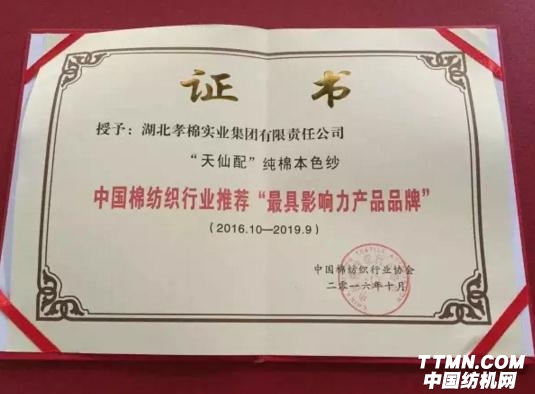 证 书
授予：湖北孝棉实业集团有限责任公司
“天仙配”纯棉本色纱
中国棉纺织行业推荐“最具影响力产品品牌”
(2016.10—2019.9)
中国棉纺织行业协会
二零一六年十月
TTMN.COM
中国纺机网